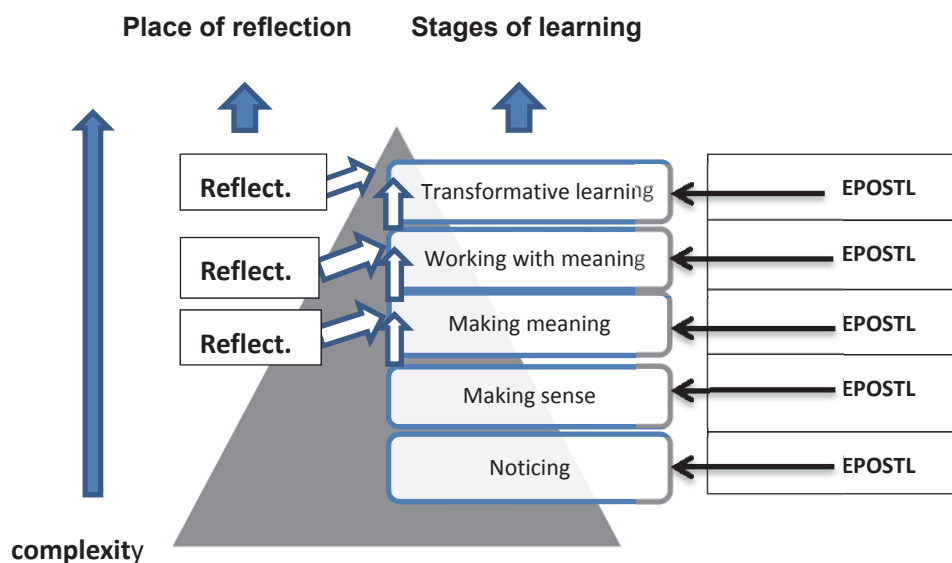 Place of reflection Stages of learning
Reflect. Transformative learning EPOSTL
Reflect. Working with meaning EPOSTL
Reflect. Making meaning EPOSTL
Making sense EPOSTL
Noticing EPOSTL
complexity